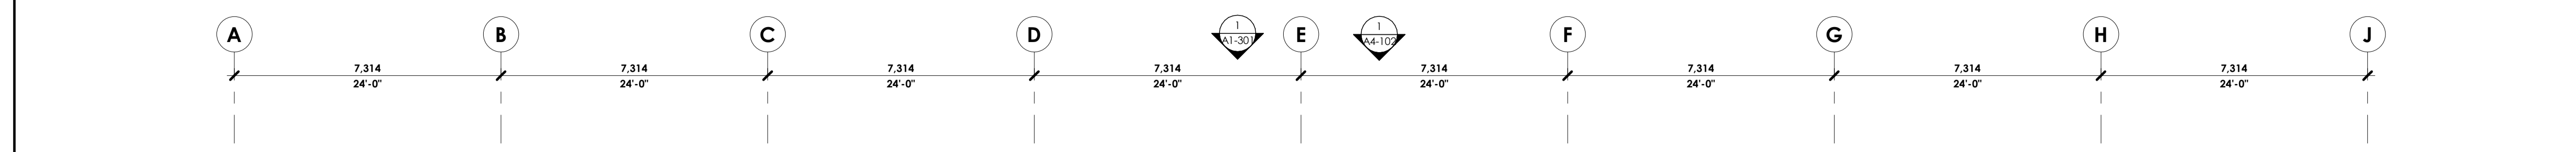 A B C D 1 E 1 F G H J
A1-301 A4-102
7,314 7,314 7,314 7,314 7,314 7,314 7,314 7,314
24'-0" 24'-0" 24'-0" 24'-0" 24'-0" 24'-0" 24'-0" 24'-0"